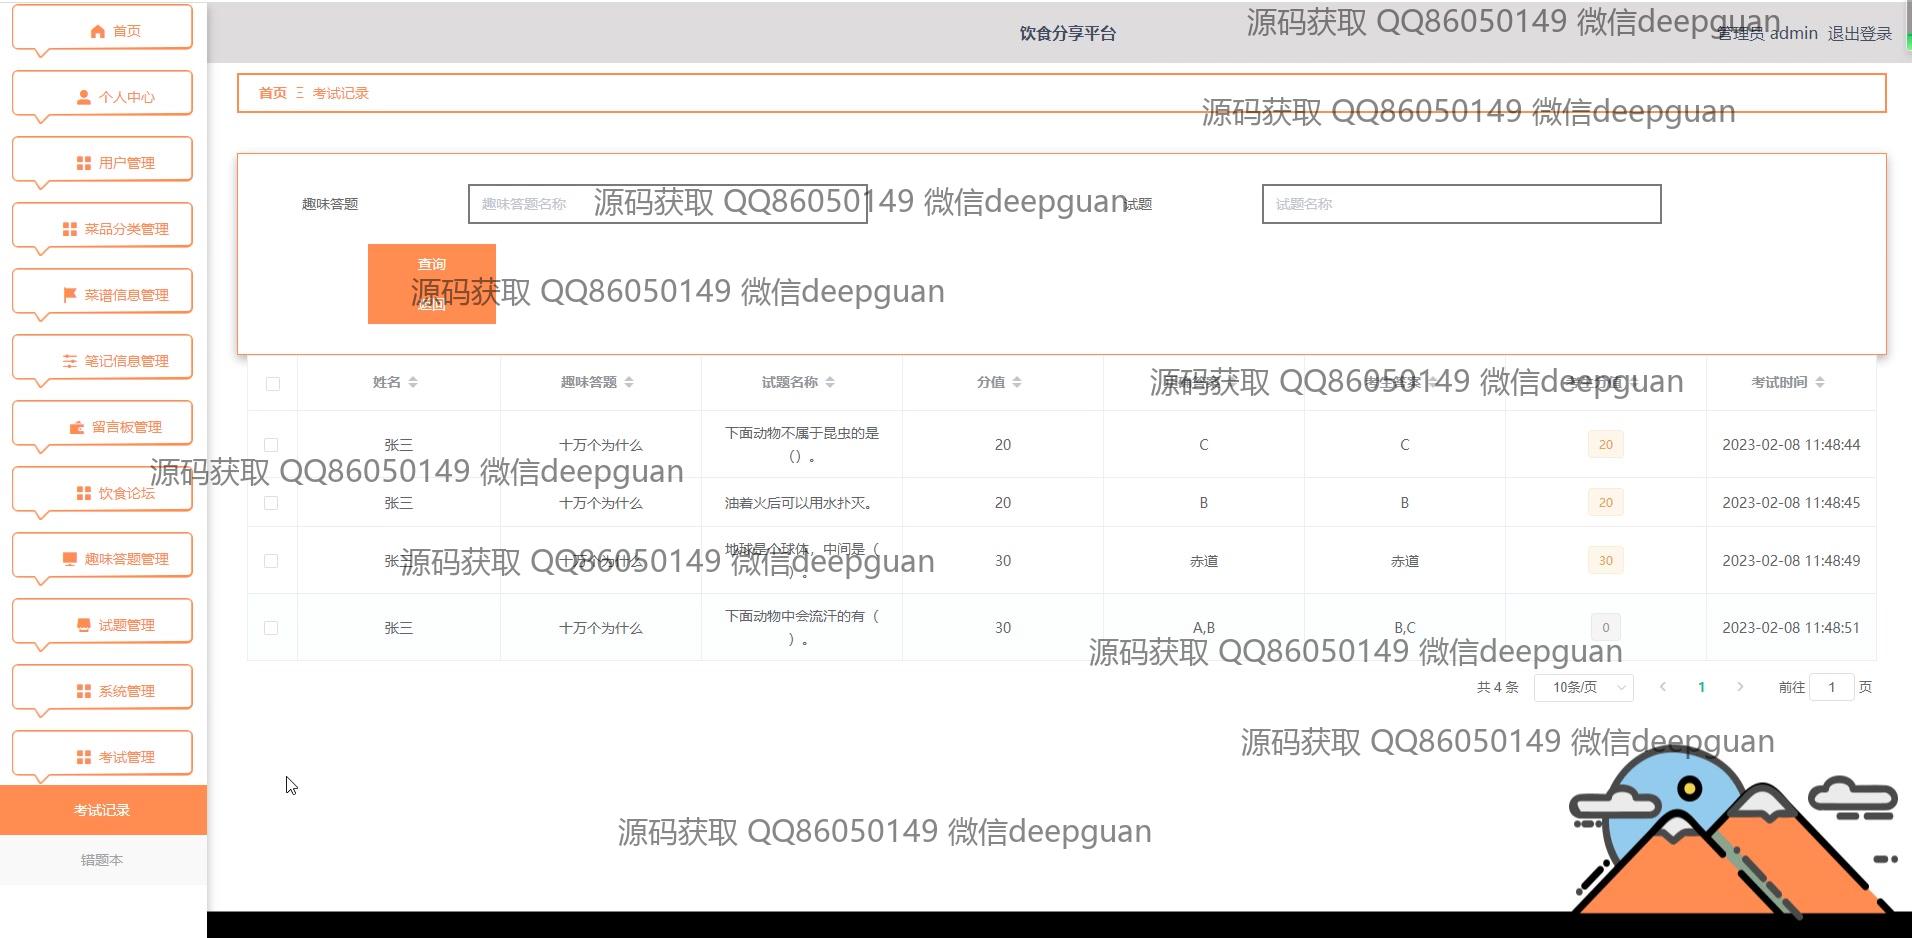 首页
个人中心
用户管理
菜品分类管理
菜谱信息管理
笔记信息管理
留言板管理
饮食论坛
趣味答题管理
试题管理
系统管理
考试管理
考试记录
错题本
饮食分享平台
管理员 admin 退出登录
源码获取 QQ86050149 微信deepguan
首页 考试记录
源码获取 QQ86050149 微信deepguan
趣味答题 趣味答题名称 试题 试题名称
源码获取 QQ86050149 微信deepguan
查询
返回
源码获取 QQ86050149 微信deepguan
姓名 趣味答题 试题名称 分值 考试时间
源码获取 QQ86050149 微信deepguan
张三 十万个为什么 下面动物不属于昆虫的是
（）。
20 C C 20 2023-02-08 11:48:44
源码获取 QQ86050149 微信deepguan
张三 十万个为什么 油着火后可以用水扑灭。 20 B B 20 2023-02-08 11:48:45
张三 十万个为什么 地球是个球体，中间是（
）。
30 赤道 赤道 30 2023-02-08 11:48:49
源码获取 QQ86050149 微信deepguan
张三 十万个为什么 下面动物中会流汗的有（
）。
30 A,B B,C 0 2023-02-08 11:48:51
源码获取 QQ86050149 微信deepguan
共 4 条 10条/页 1 前往 1 页
源码获取 QQ86050149 微信deepguan
源码获取 QQ86050149 微信deepguan